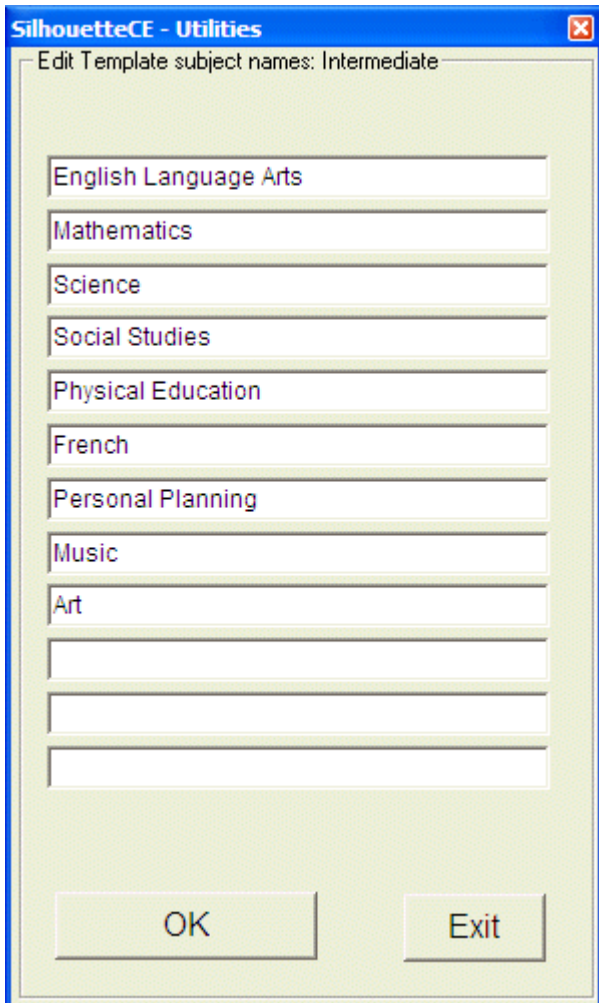 SilhouetteCE - Utilities
Edit Template subject names: Intermediate
English Language Arts
Mathematics
Science
Social Studies
Physical Education
French
Personal Planning
Music
Art
OK Exit